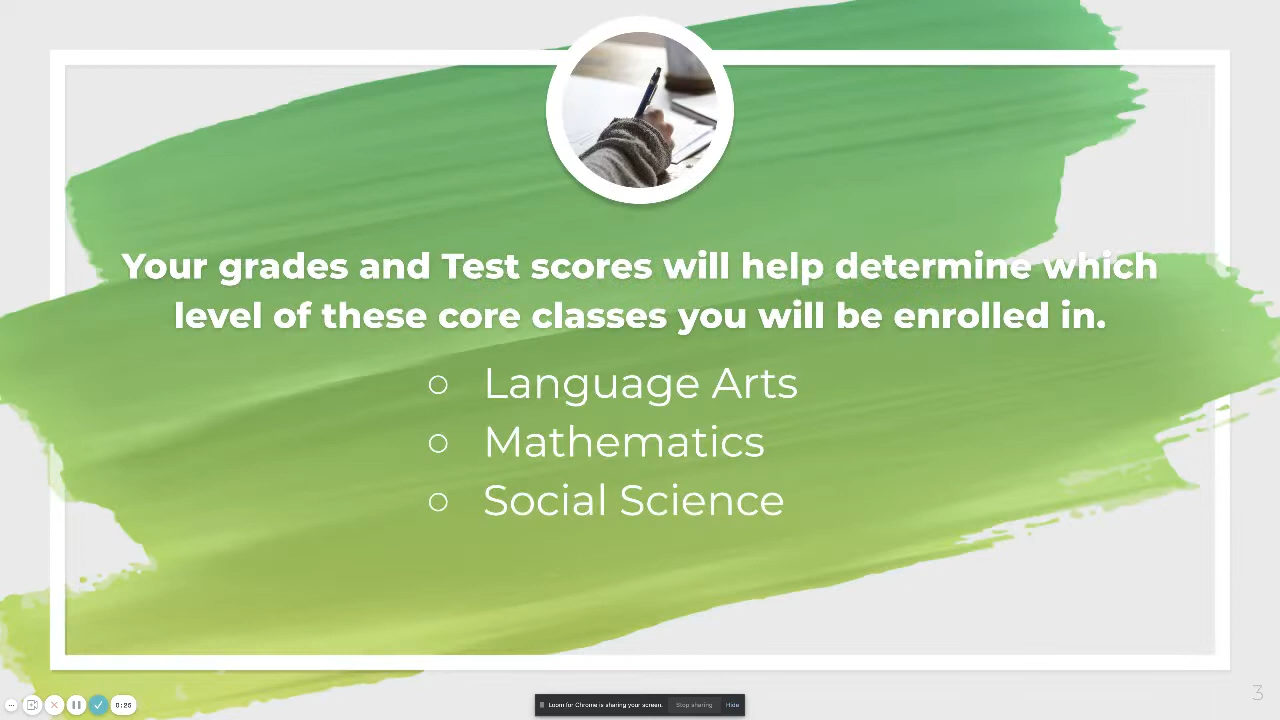 Your grades and Test scores will help determine which
level of these core classes you will be enrolled in.
○ Language Arts
○ Mathematics
○ Social Science
3
0:25
Loom for Chrome is sharing your screen. Stop sharing Hide